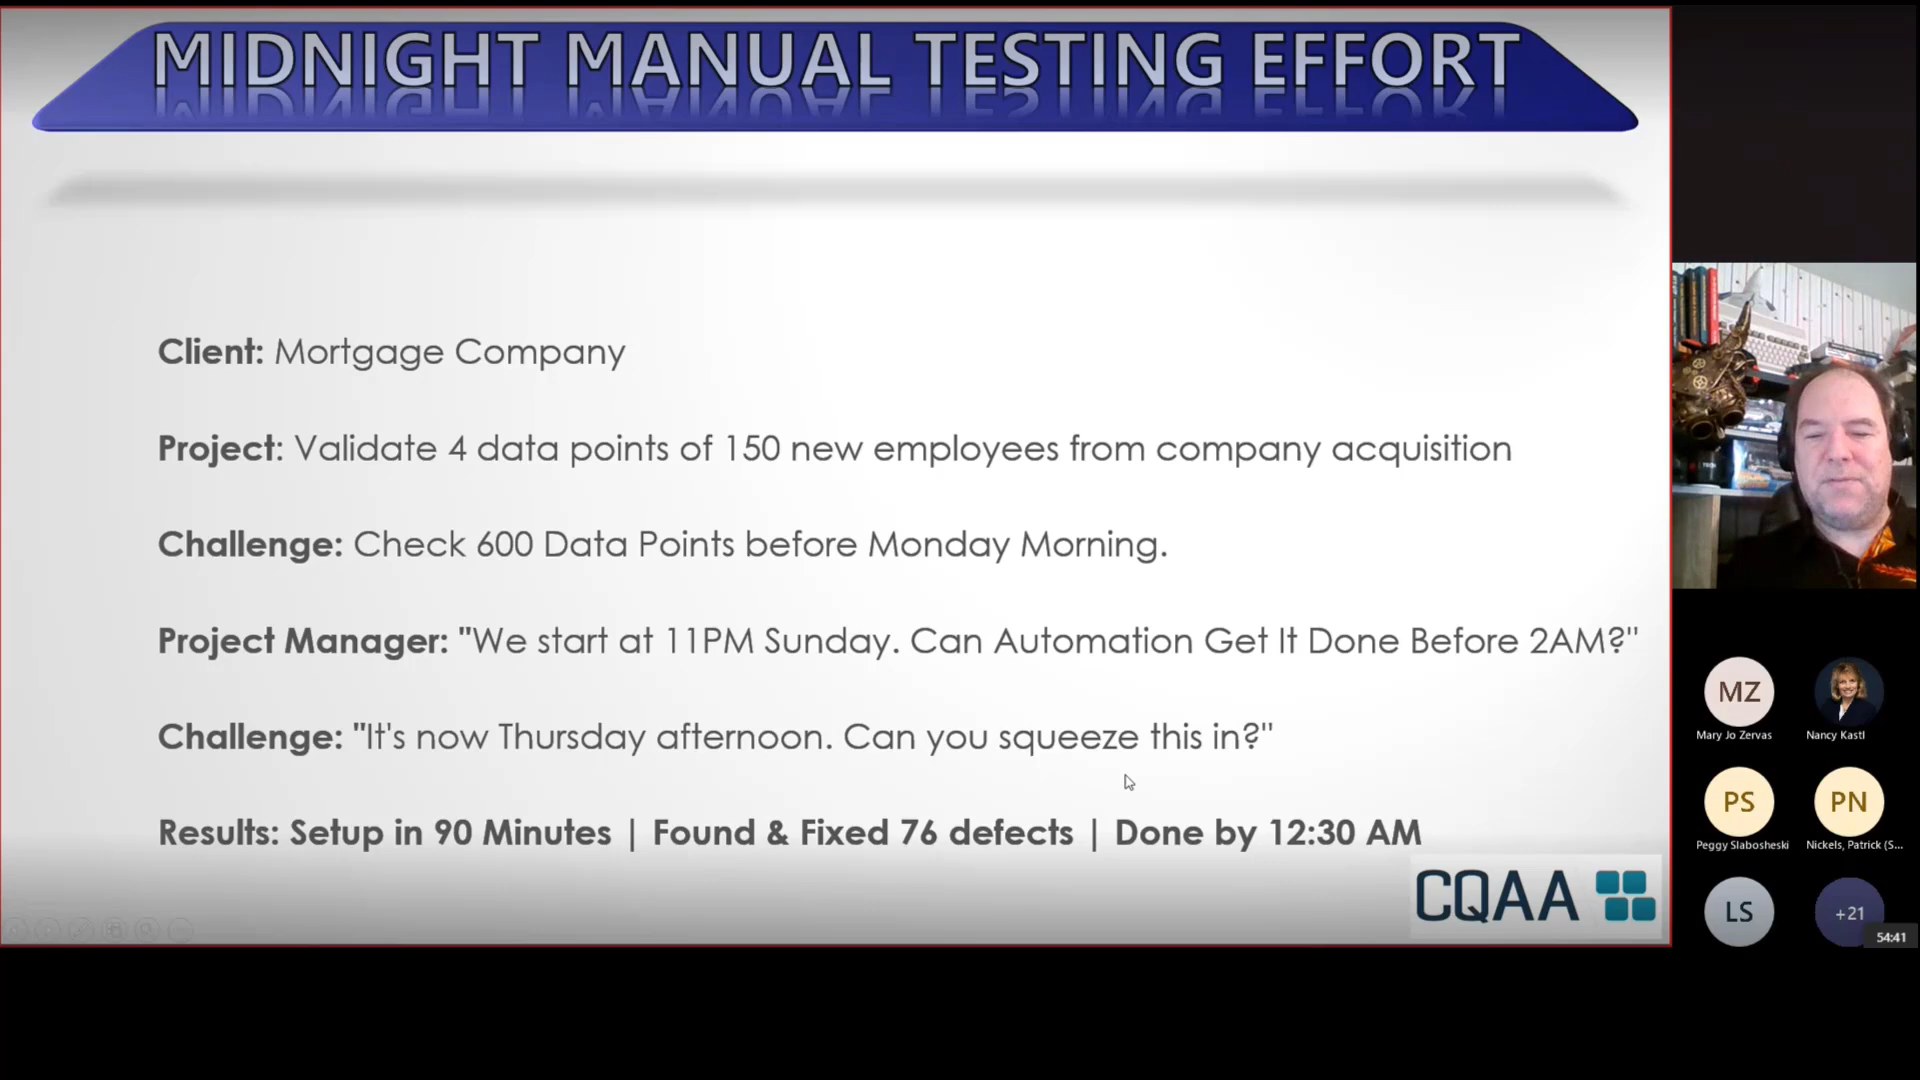 MIDNIGHT MANUAL TESTING EFFORT
Client: Mortgage Company
Project: Validate 4 data points of 150 new employees from company acquisition
Challenge: Check 600 Data Points before Monday Morning.
Project Manager: "We start at 11PM Sunday. Can Automation Get It Done Before 2AM?"
Challenge: "It's now Thursday afternoon. Can you squeeze this in?"
Results: Setup in 90 Minutes | Found & Fixed 76 defects | Done by 12:30 AM
CQAA
MZ
Mary Jo Zervas
Nancy Kastl
PS
PN
Peggy Slabosheski
Nickels, Patrick (S...
LS
+21
54:41